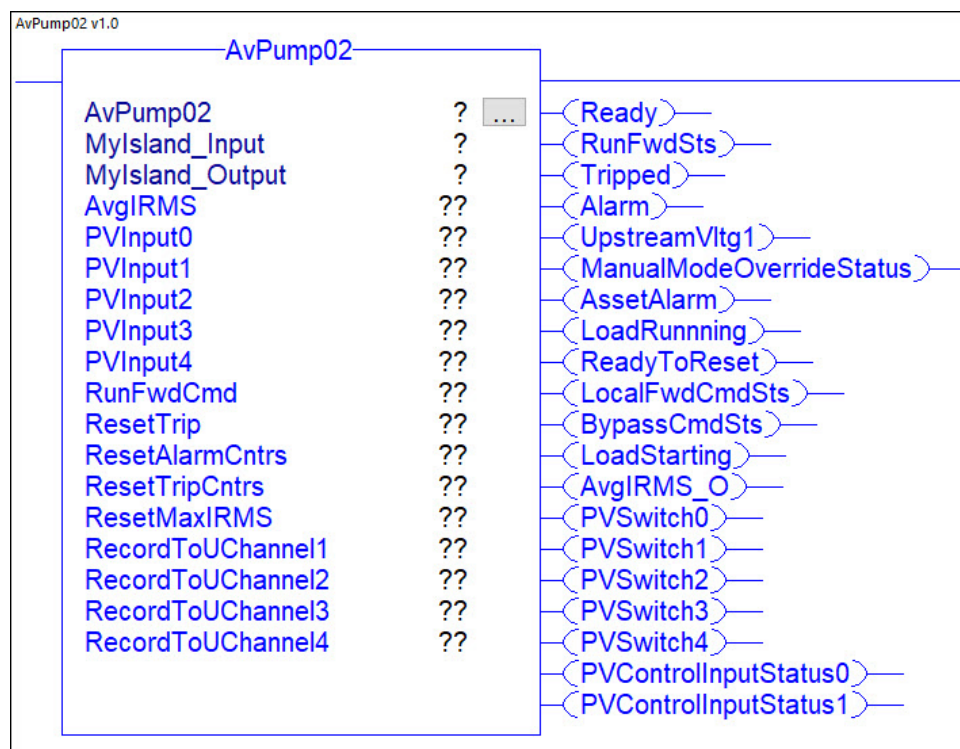 AvPump02 v1.0
AvPump02
AvPump02 ? ... Ready
MyIsland_Input ? RunFwdSts
MyIsland_Output ? Tripped
AvgIRMS ?? Alarm
PVInput0 ?? UpstreamVltg1
PVInput1 ?? ManualModeOverrideStatus
PVInput2 ?? AssetAlarm
PVInput3 ?? LoadRunnning
PVInput4 ?? ReadyToReset
RunFwdCmd ?? LocalFwdCmdSts
ResetTrip ?? BypassCmdSts
ResetAlarmCntrs ?? LoadStarting
ResetTripCntrs ?? AvgIRMS_O
ResetMaxIRMS ?? PVSwitch0
RecordToUChannel1 ?? PVSwitch1
RecordToUChannel2 ?? PVSwitch2
RecordToUChannel3 ?? PVSwitch3
RecordToUChannel4 ?? PVSwitch4
PVControlInputStatus0
PVControlInputStatus1